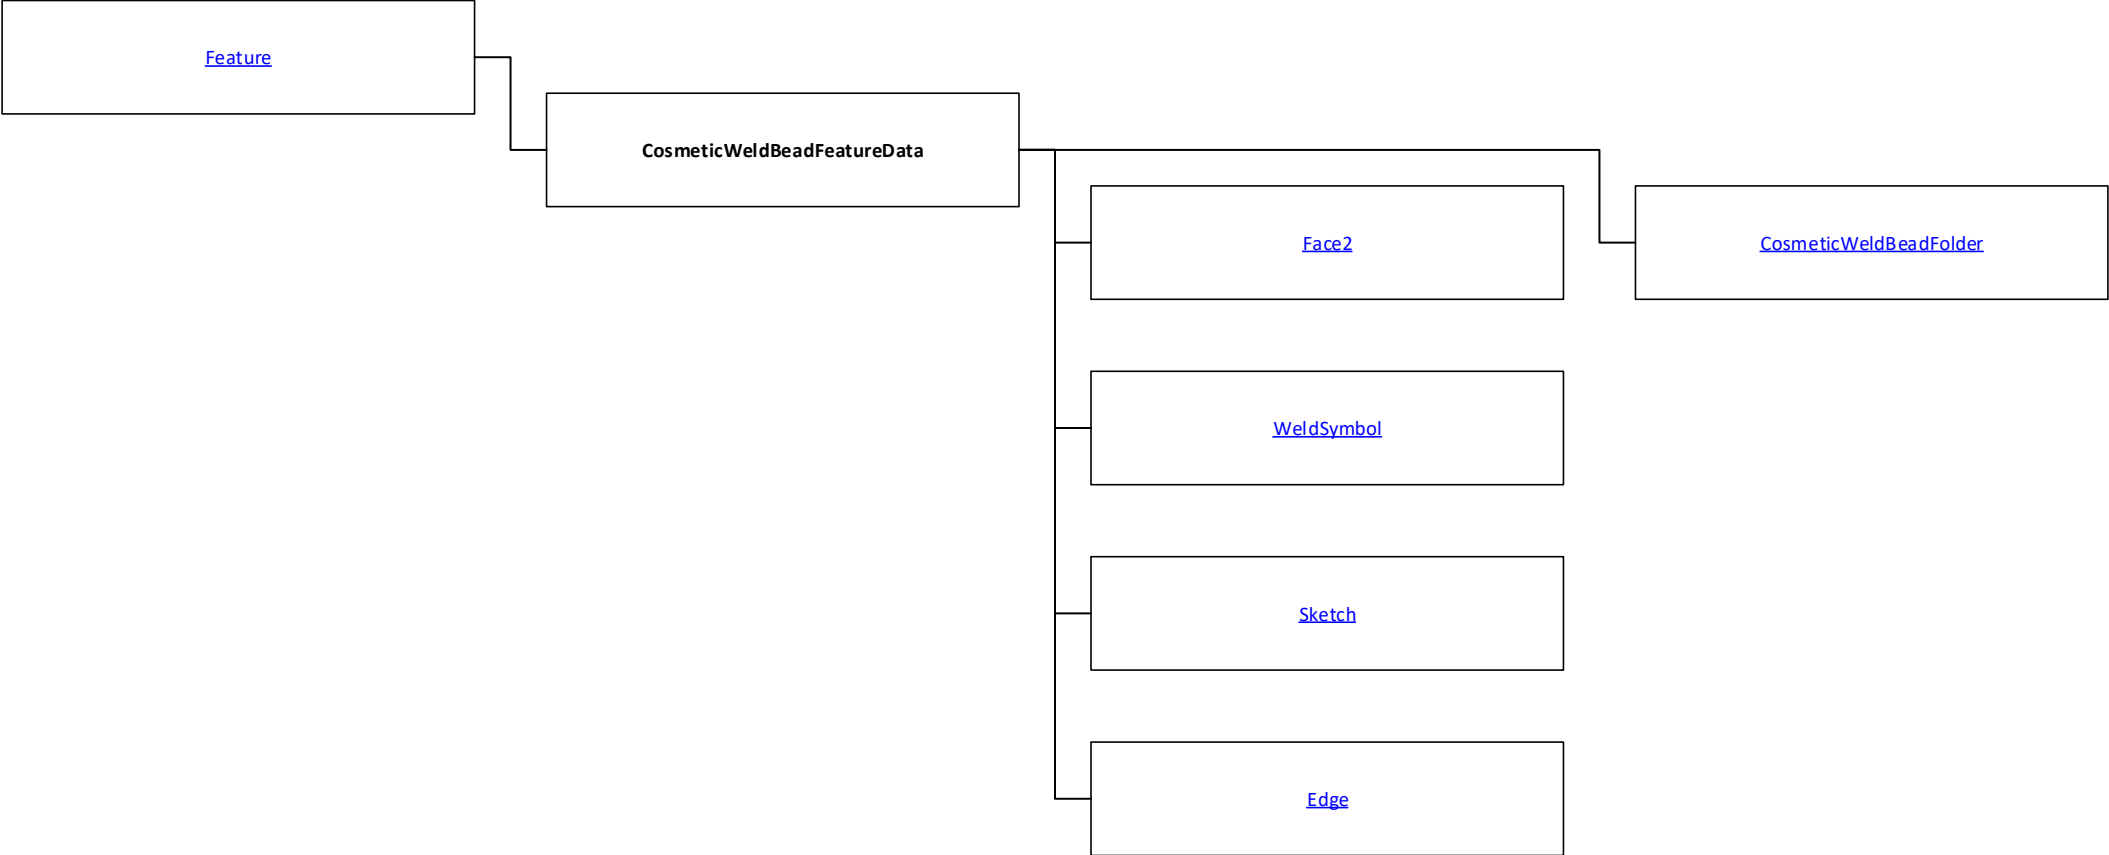 Feature
CosmeticWeldBeadFeatureData
Face2
CosmeticWeldBeadFolder
WeldSymbol
Sketch
Edge